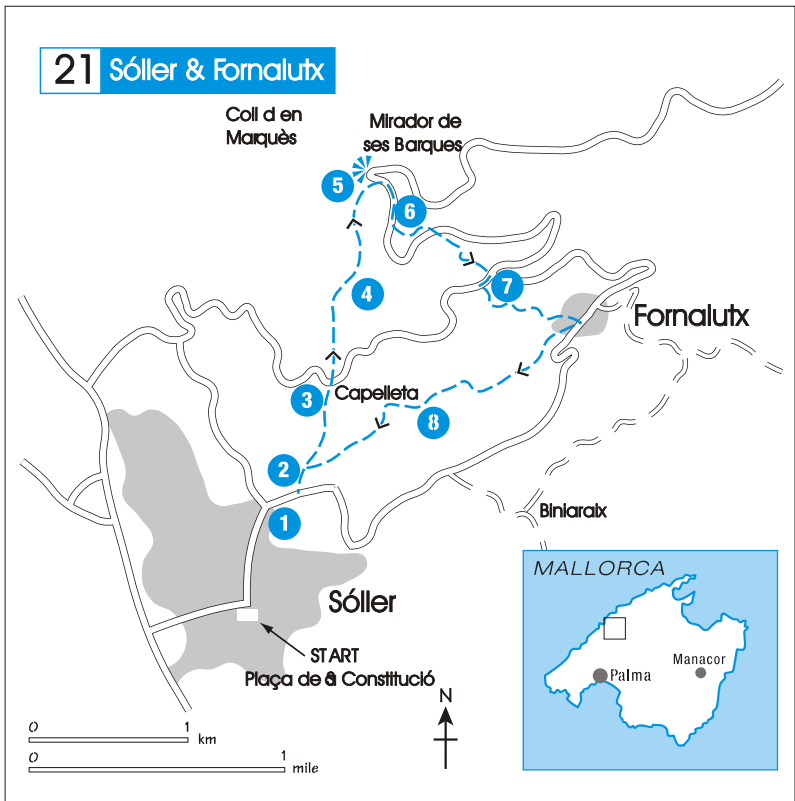 21 Sóller & Fornalutx
Coll d en
Marquès
Mirador de
ses Barques
5
6
4
7
Fornalutx
3
Capelleta
8
2
1
Biniaraix
Sóller
START
Plaça de Constitució
MALLORCA
Palma
Manacor
N
0 1
km
0 1
mile